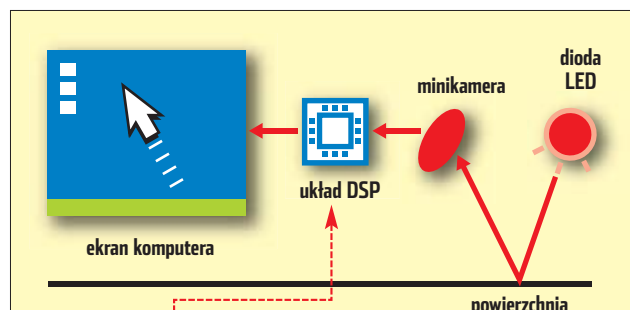 dioda
LED
minikamera
układ DSP
ekran komputera
powierzchnia